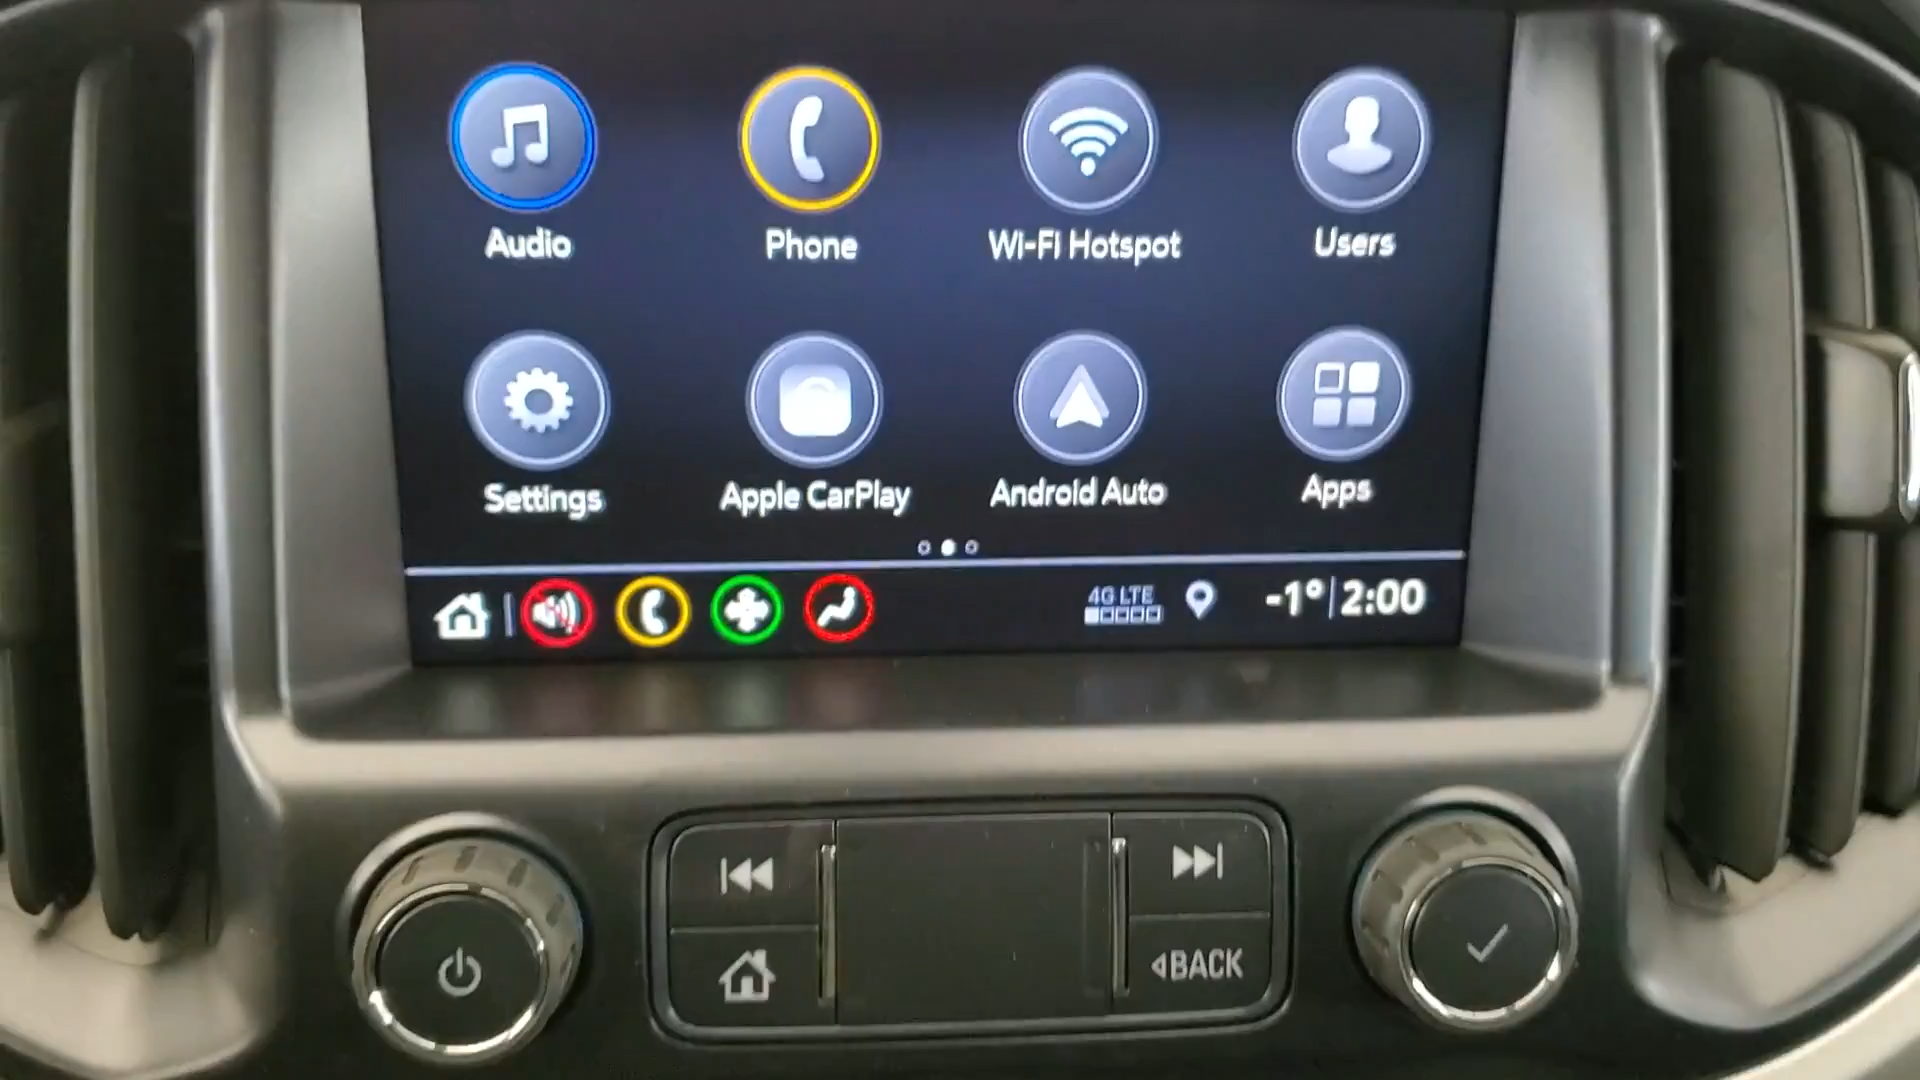 Audio Phone Wi-Fi Hotspot Users
Settings Apple CarPlay Android Auto Apps
4G LTE -1° 2:00
BACK